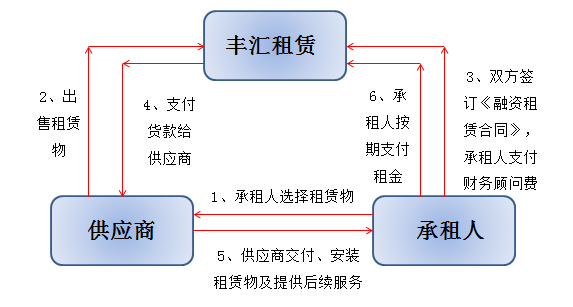 丰汇租赁
2、出
售租赁
物
4、支付
货款给
供应商
6、承
租人按
期支付
租金
3、双方签
订《融资租
赁合同》，
承租人支付
财务顾问费
1、承租人选择租赁物
供应商
承租人
5、供应商交付、安装
租赁物及提供后续服务